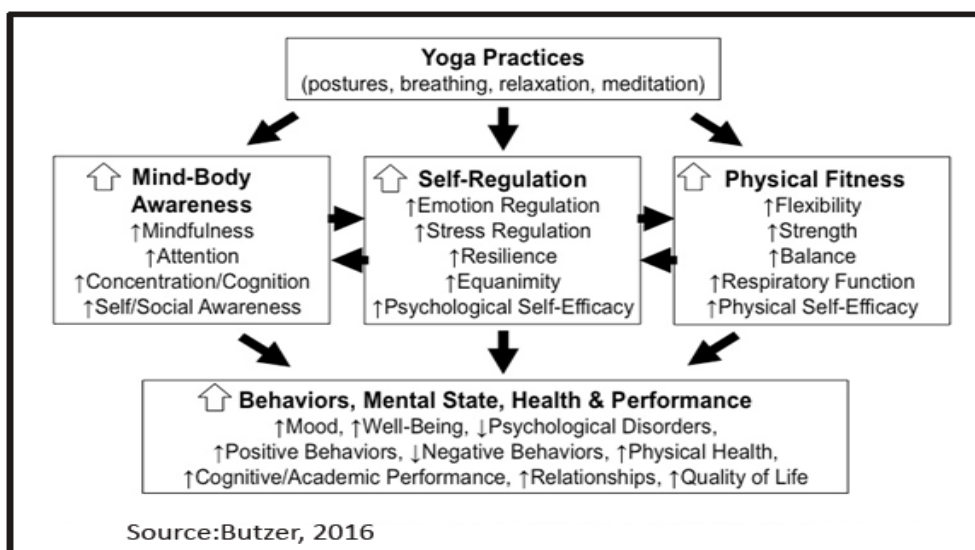 Yoga Practices
(postures, breathing, relaxation, meditation)
Mind-Body
Awareness
↑Mindfulness
↑Attention
↑Concentration/Cognition
↑Self/Social Awareness
Self-Regulation
↑Emotion Regulation
↑Stress Regulation
↑Resilience
↑Equanimity
↑Psychological Self-Efficacy
Physical Fitness
↑Flexibility
↑Strength
↑Balance
↑Respiratory Function
↑Physical Self-Efficacy
Behaviors, Mental State, Health & Performance
↑Mood, ↑Well-Being, ↓Psychological Disorders,
↑Positive Behaviors, ↓Negative Behaviors, ↑Physical Health,
↑Cognitive/Academic Performance, ↑Relationships, ↑Quality of Life
Source:Butzer, 2016